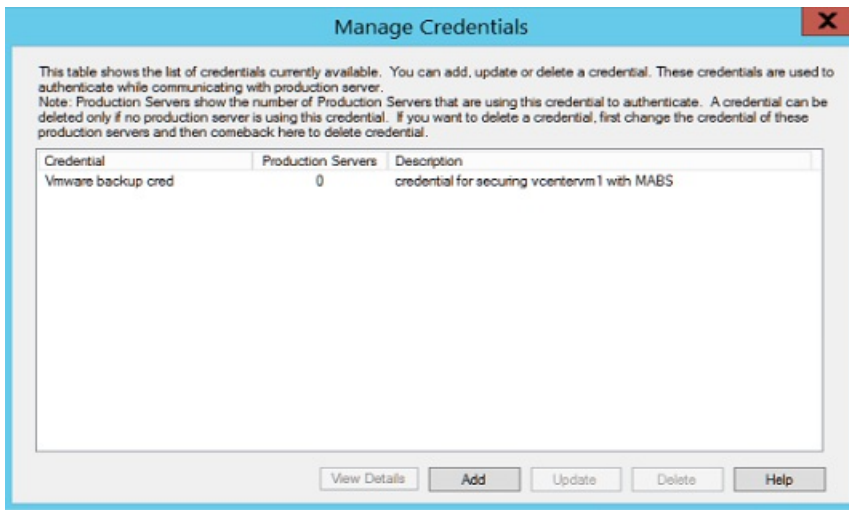 Manage Credentials
X
This table shows the list of credentials currently available. You can add, update or delete a credential. These credentials are used to
authenticate while communicating with production server.
Note: Production Servers show the number of Production Servers that are using this credential to authenticate. A credential can be
deleted only if no production server is using this credential. If you want to delete a credential, first change the credential of these
production servers and then comeback here to delete credential.
Credential Production Servers Description
Vmware backup cred 0 credential for securing vcentervm1 with MABS
View Details Add Update Delete Help